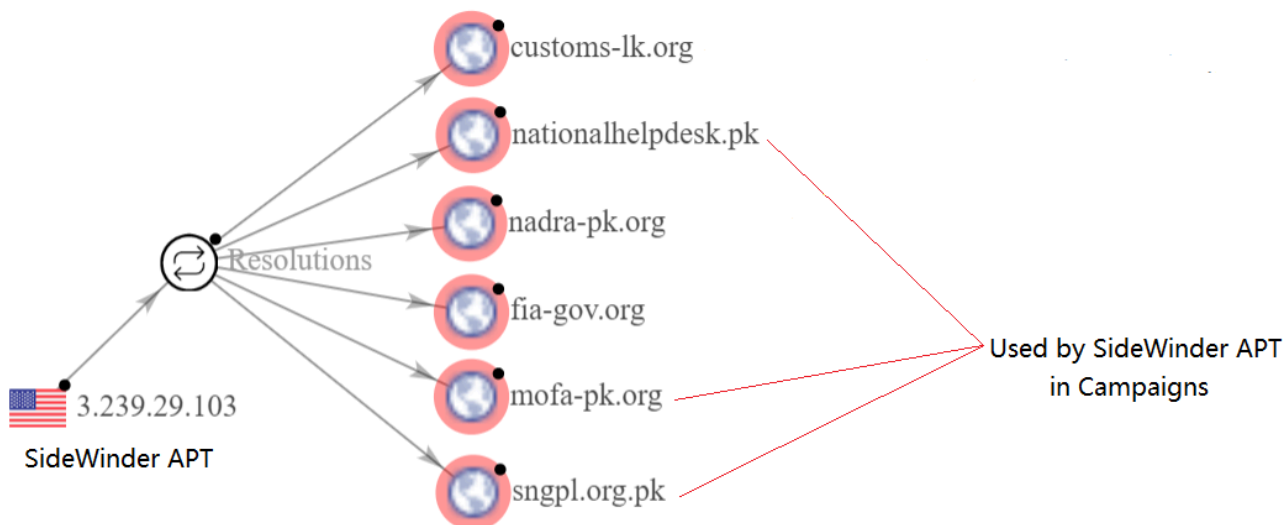 customs-lk.org
nationalhelpdesk.pk
nadra-pk.org
Resolutions
fia-gov.org
Used by SideWinder APT
in Campaigns
mofa-pk.org
3.239.29.103
SideWinder APT
sngpl.org.pk